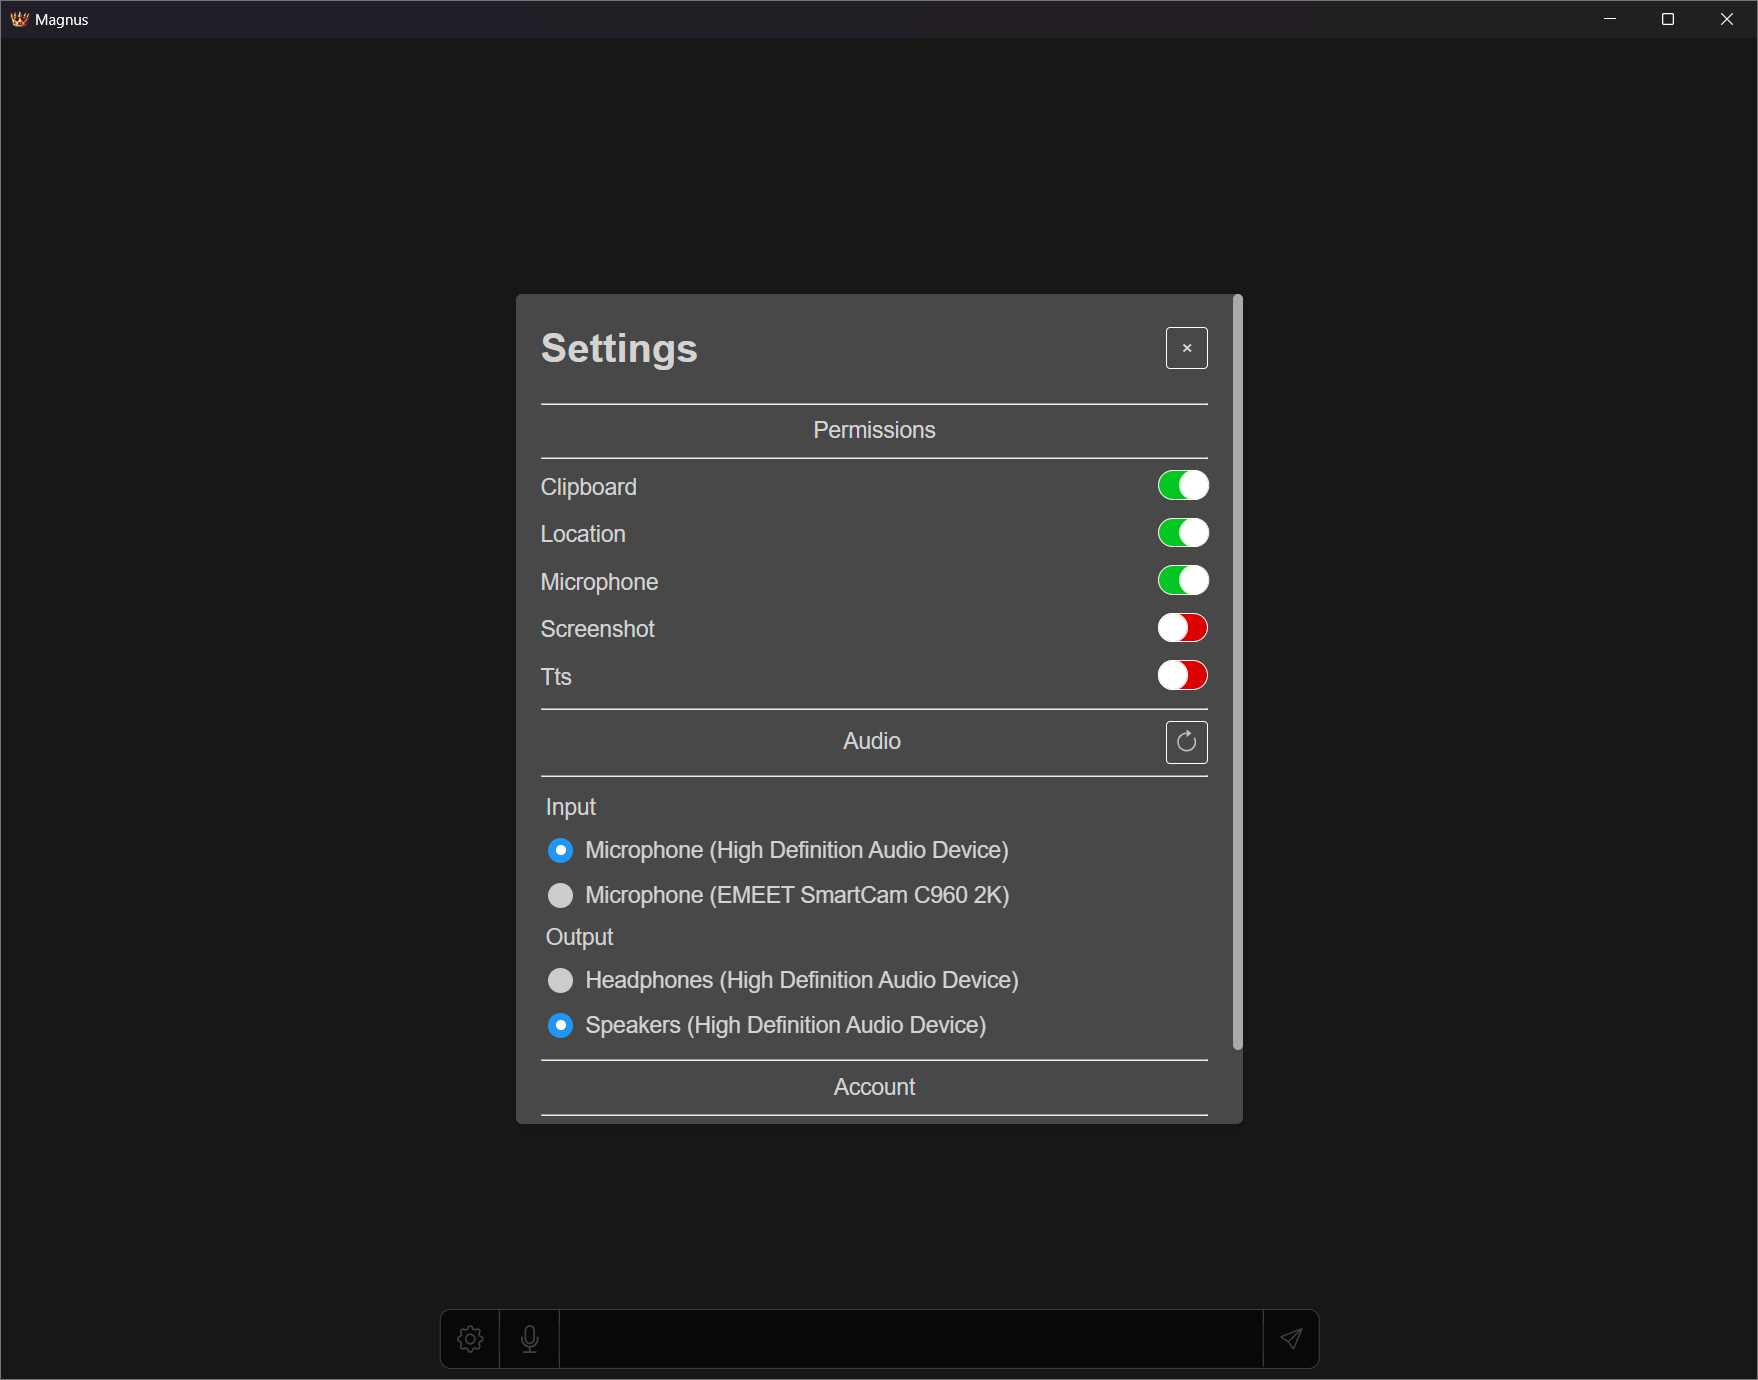 Magnus
Settings
Permissions
Clipboard
Location
Microphone
Screenshot
Tts
Audio
Input
Microphone (High Definition Audio Device)
Microphone (EMEET SmartCam C960 2K)
Output
Headphones (High Definition Audio Device)
Speakers (High Definition Audio Device)
Account